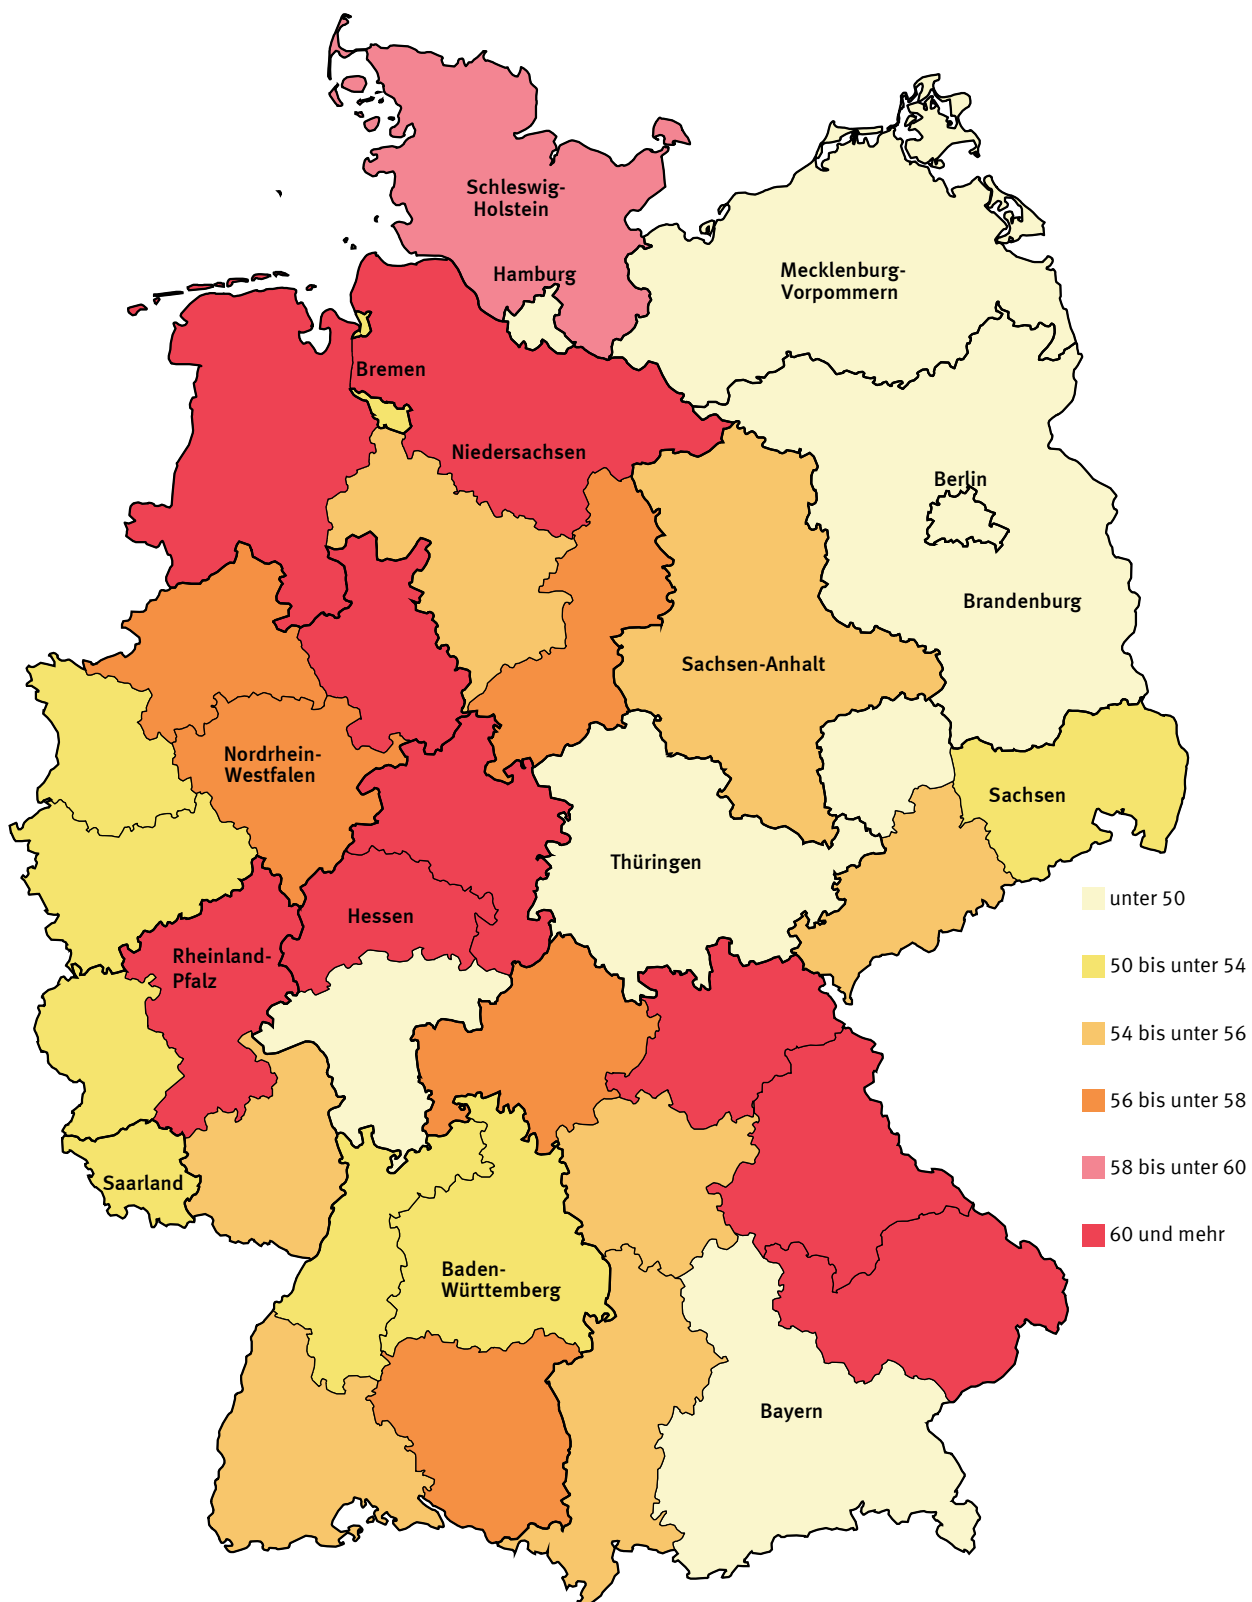 Schleswig-
Holstein
Hamburg
Mecklenburg-
Vorpommern
Bremen
Niedersachsen
Berlin
Brandenburg
Sachsen-Anhalt
Nordrhein-
Westfalen
Sachsen
Thüringen
Hessen
Rheinland-
Pfalz
Saarland
Baden-
Württemberg
Bayern
unter 50
50 bis unter 54
54 bis unter 56
56 bis unter 58
58 bis unter 60
60 und mehr